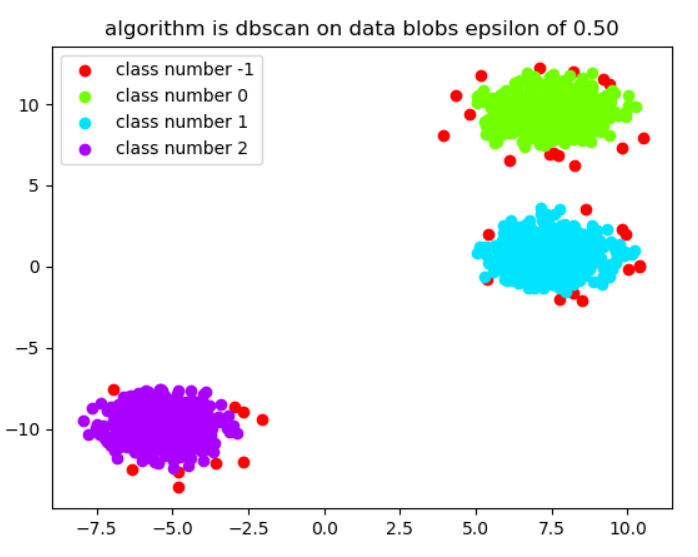 algorithm is dbscan on data blobs epsilon of 0.50
class number -1
class number 0
class number 1
class number 2
10
5
0
−5
−10
−7.5 −5.0 −2.5 0.0 2.5 5.0 7.5 10.0